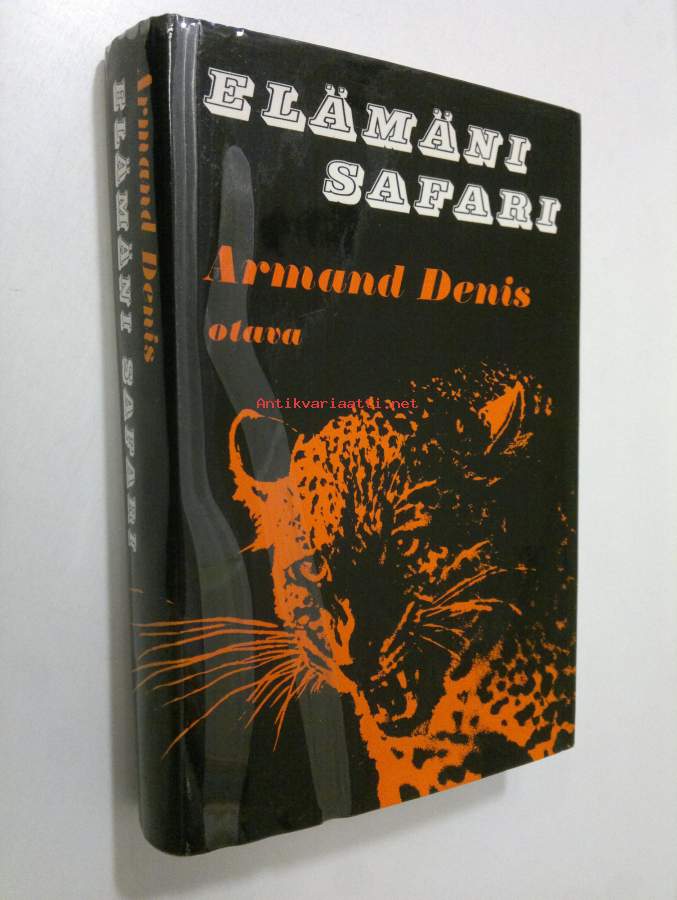 ELÄMÄNI
SAFARI
Armand Denis
otava
Antikvariaatti.net
Armand Denis
ELÄMÄNI SAFARI